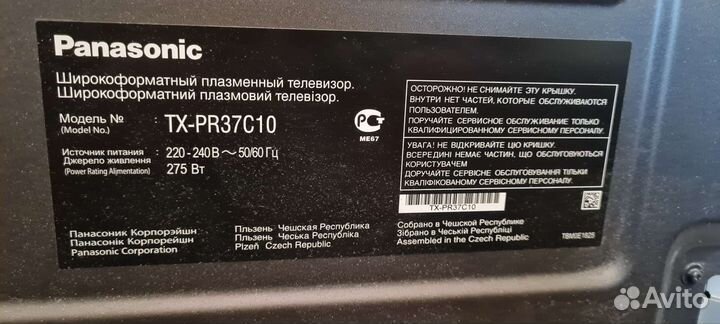 Panasonic
Широкоформатный плазменный телевизор.
Широкоформатний плазмовий телевізор.
Модель №
(Model No.)
:
TX-PR37C10
PG
ME67
Источник питания
Джерело живлення
(Power Rating Alimentation)
:
220 - 240 В ~ 50/60 Гц
275 Вт
Панасоник Корпорэйшн
Панасонік Корпорейшн
Panasonic Corporation
Пльзень Чешская Республика
Пльзень Чеська Республіка
Plzeň Czech Republic
ОСТОРОЖНО! НЕ СНИМАЙТЕ ЭТУ КРЫШКУ.
ВНУТРИ НЕТ ЧАСТЕЙ, КОТОРЫЕ ОБСЛУЖИВАЮТСЯ
ПОЛЬЗОВАТЕЛЕМ.
ПОРУЧАЙТЕ СЕРВИСНОЕ ОБСЛУЖИВАНИЕ ТОЛЬКО
КВАЛИФИЦИРОВАННОМУ СЕРВИСНОМУ ПЕРСОНАЛУ.
УВАГА! НЕ ВІДКРИВАЙТЕ ЦЮ КРИШКУ.
ВСЕРЕДИНІ НЕМАЄ ЧАСТИН, ЩО ОБСЛУГОВУЮТЬСЯ
КОРИСТУВАЧЕМ
ДОРУЧАЙТЕ СЕРВІСНЕ ОБСЛУГОВУВАННЯ ТІЛЬКИ
КВАЛІФІКОВАНОМУ СЕРВІСНОМУ ПЕРСОНАЛУ.
TX-PR37C10
Собрано в Чешской Республике
Зібрано в Чеській Республіці
Assembled in the Czech Republic
TBM0E1825
Avito